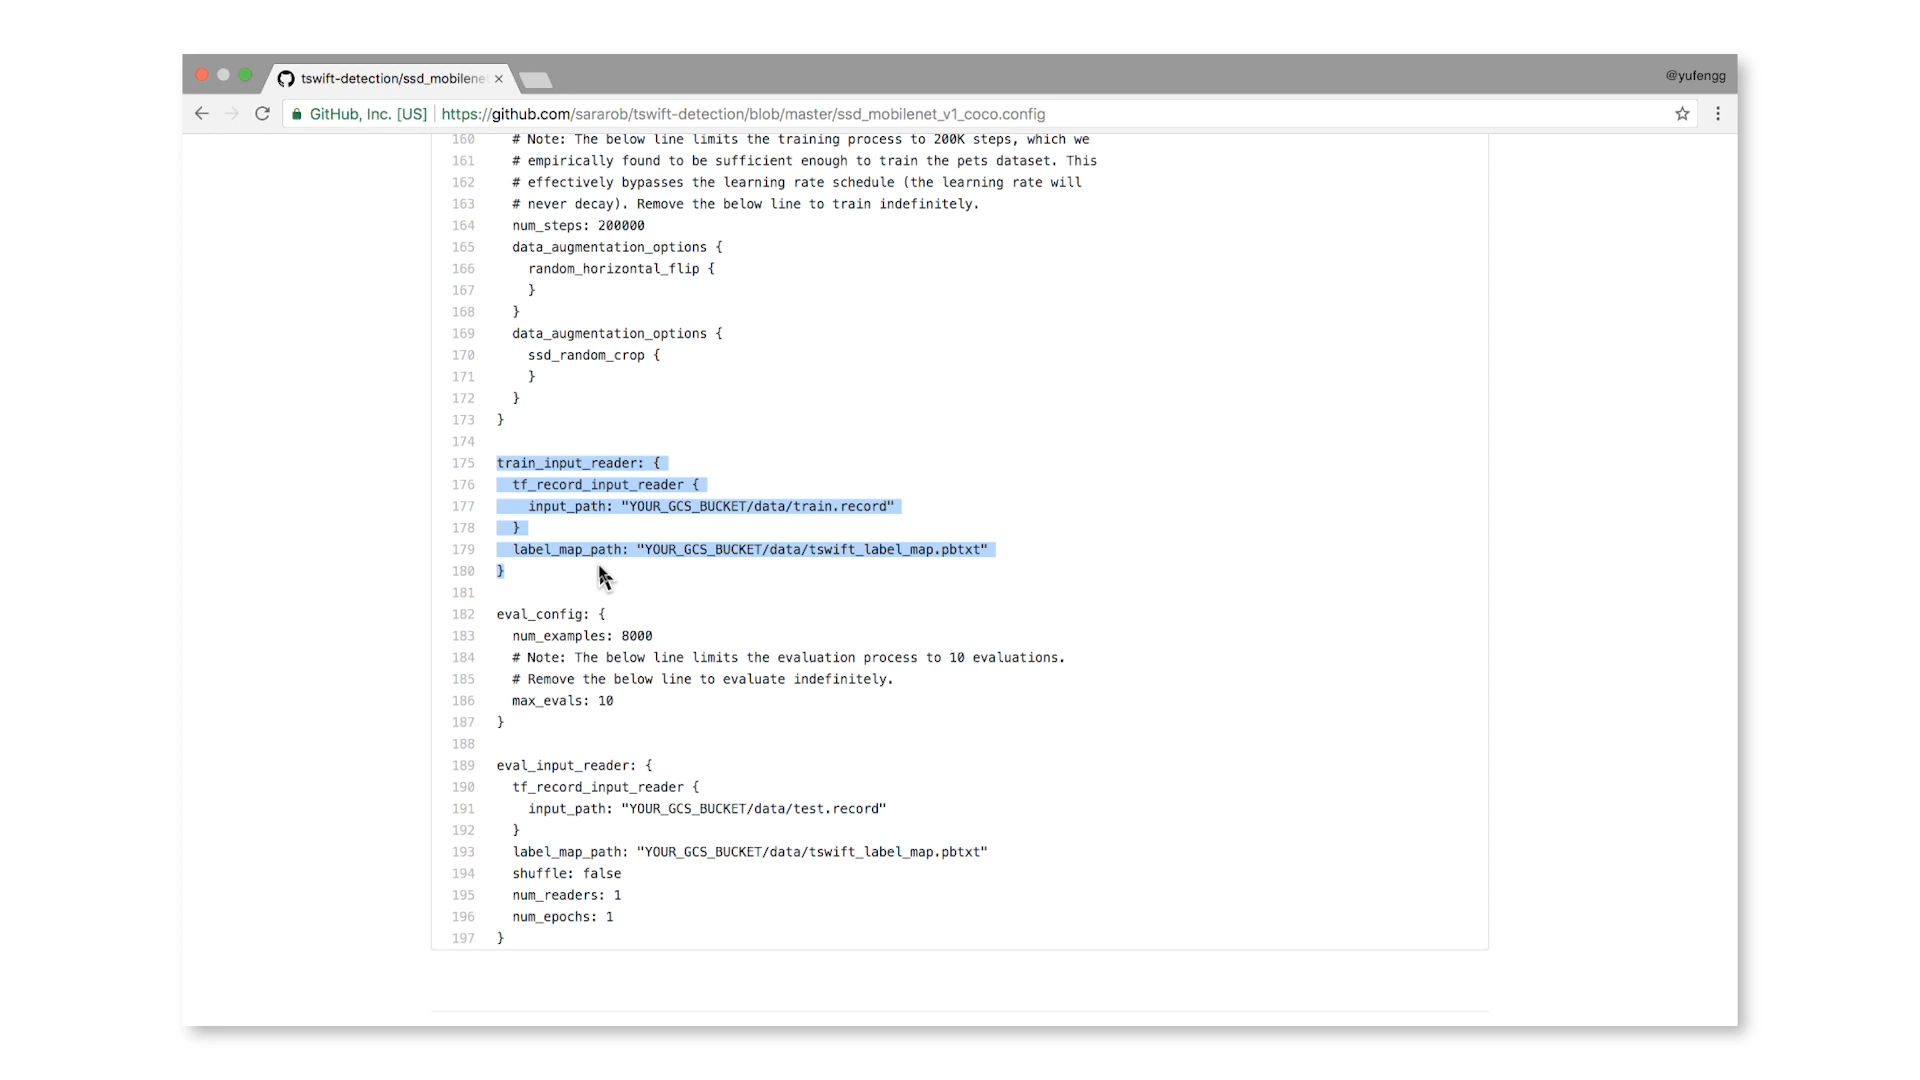 tswift-detection/ssd_mobilene
@yufengg
GitHub, Inc. [US] https://github.com/sararob/tswift-detection/blob/master/ssd_mobilenet_v1_coco.config
160 # Note: The below line limits the training process to 200K steps, which we
161 # empirically found to be sufficient enough to train the pets dataset. This
162 # effectively bypasses the learning rate schedule (the learning rate will
163 # never decay). Remove the below line to train indefinitely.
164 num_steps: 200000
165 data_augmentation_options {
166 random_horizontal_flip {
167 }
168 }
169 data_augmentation_options {
170 ssd_random_crop {
171 }
172 }
173 }
174
175 train_input_reader: {
176 tf_record_input_reader {
177 input_path: "YOUR_GCS_BUCKET/data/train.record"
178 }
179 label_map_path: "YOUR_GCS_BUCKET/data/tswift_label_map.pbtxt"
180 }
181
182 eval_config: {
183 num_examples: 8000
184 # Note: The below line limits the evaluation process to 10 evaluations.
185 # Remove the below line to evaluate indefinitely.
186 max_evals: 10
187 }
188
189 eval_input_reader: {
190 tf_record_input_reader {
191 input_path: "YOUR_GCS_BUCKET/data/test.record"
192 }
193 label_map_path: "YOUR_GCS_BUCKET/data/tswift_label_map.pbtxt"
194 shuffle: false
195 num_readers: 1
196 num_epochs: 1
197 }